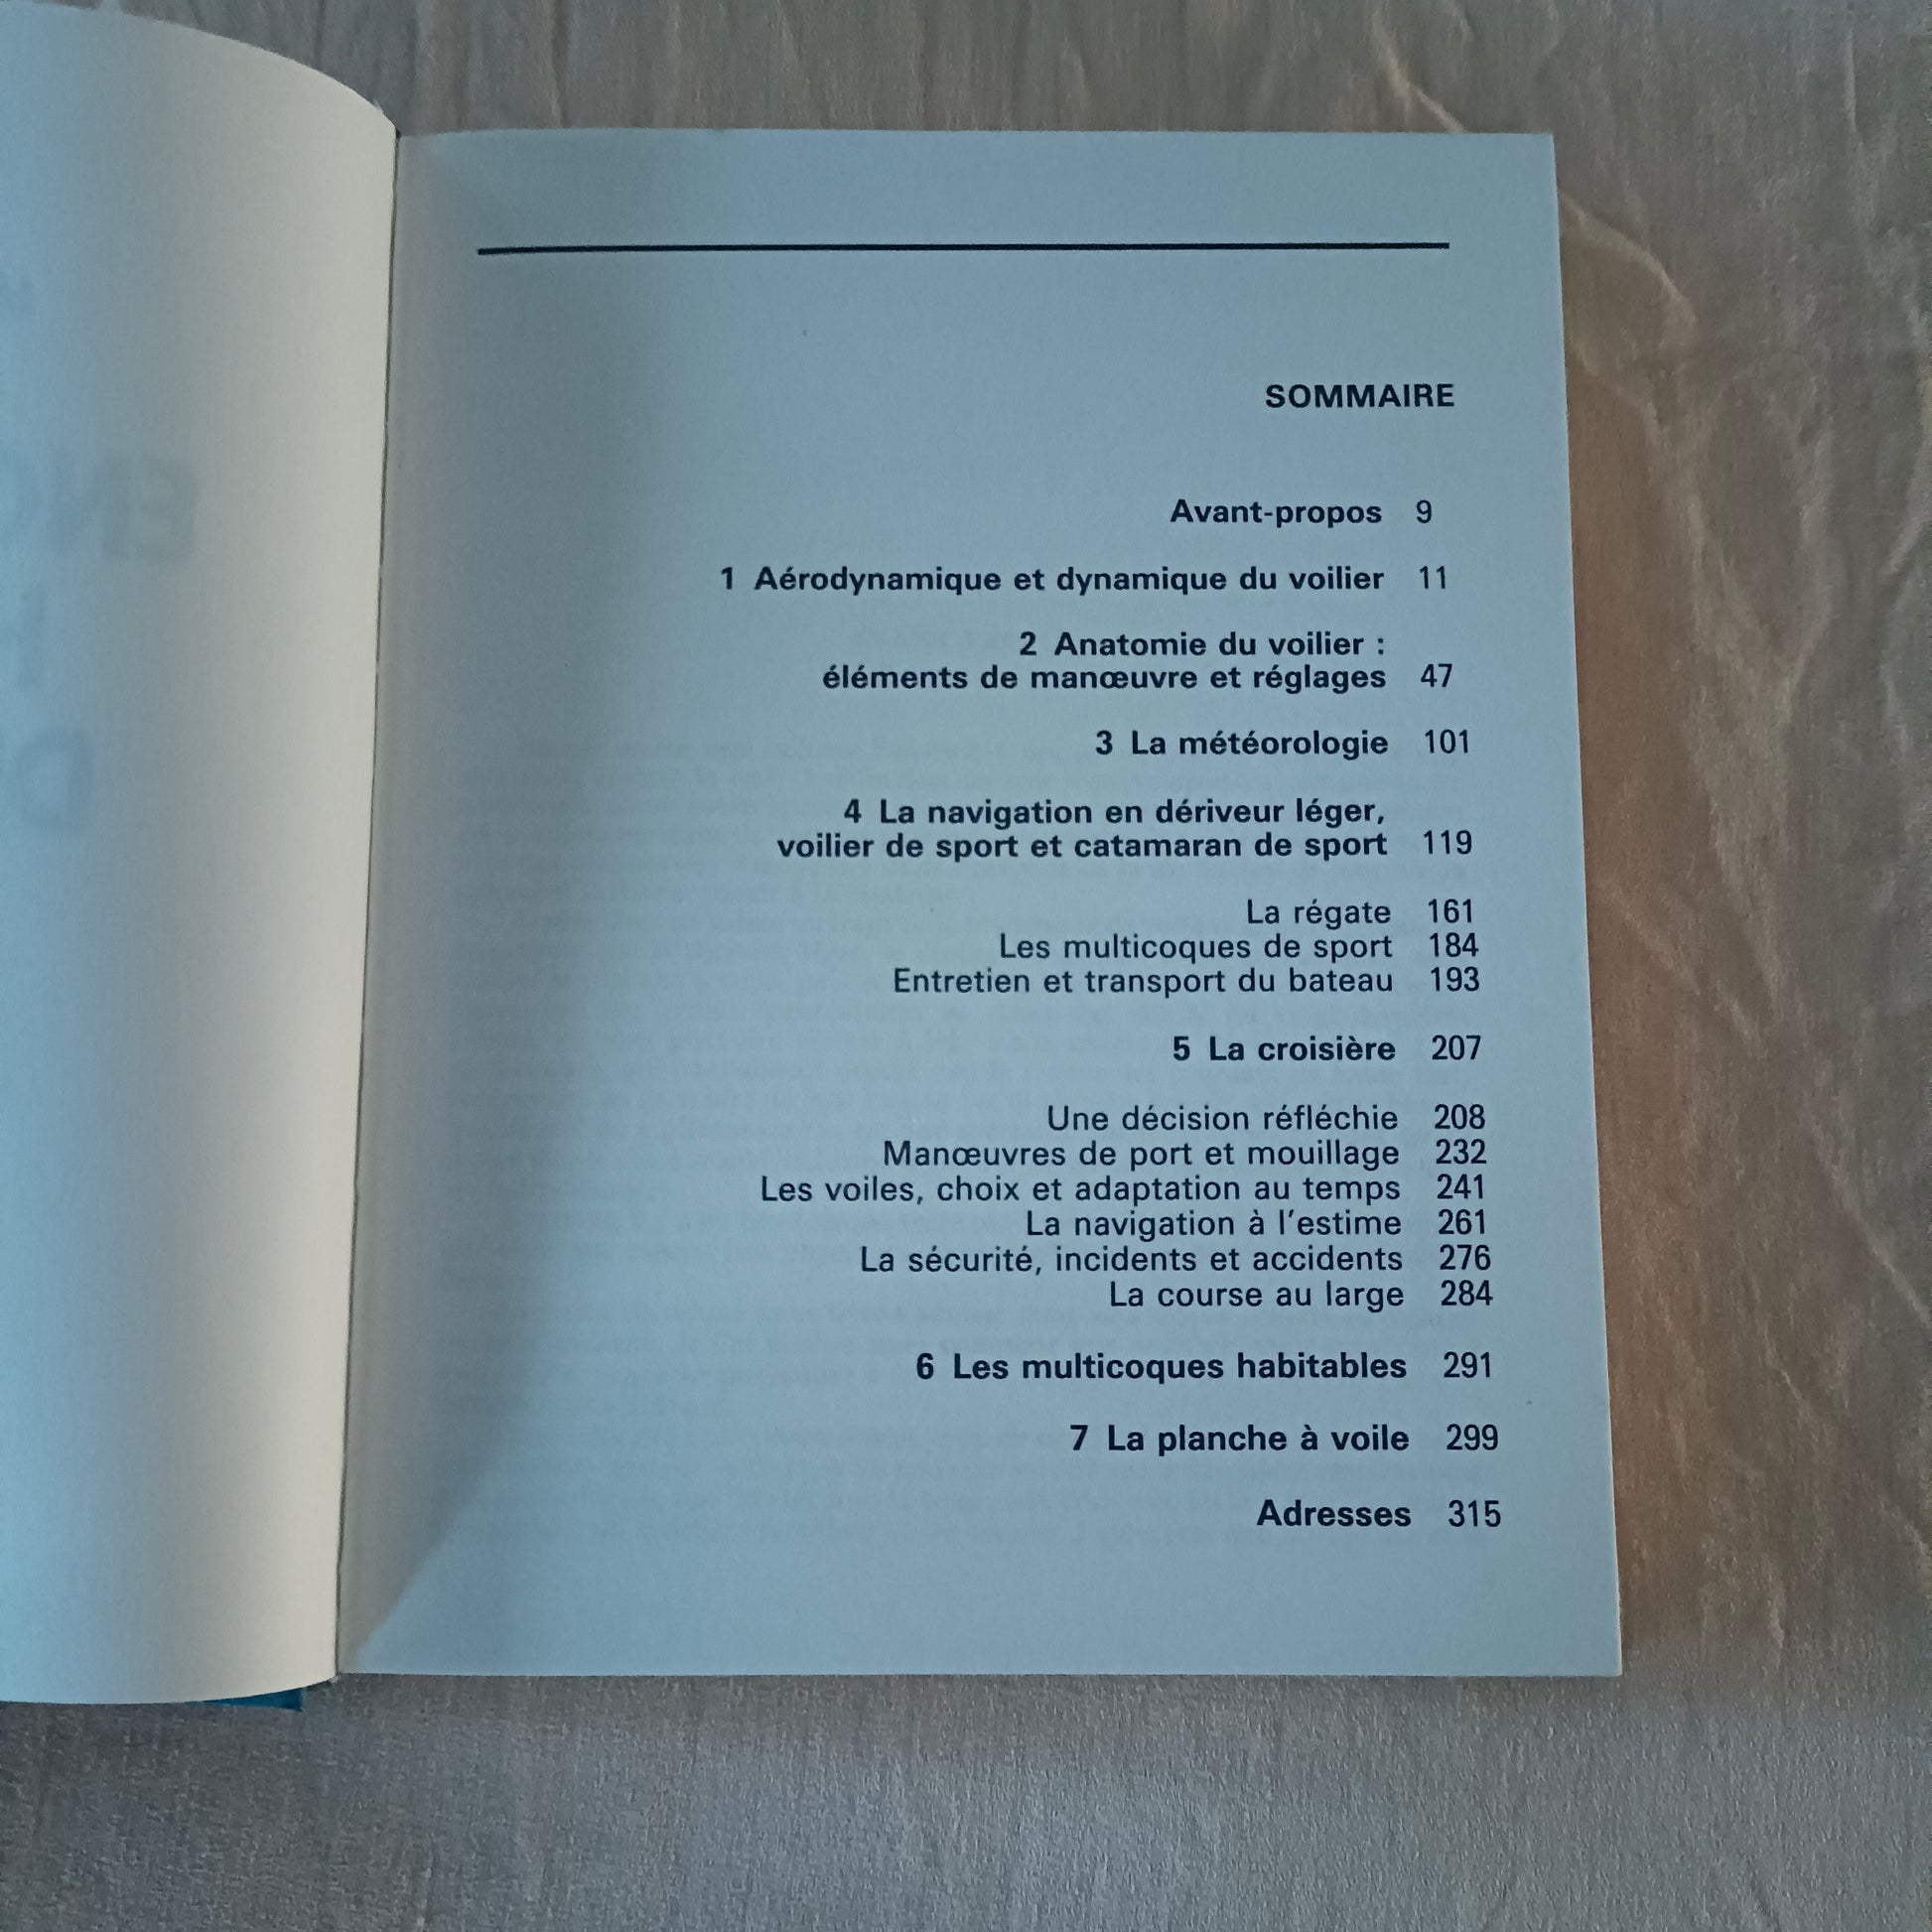 SOMMAIRE
Avant-propos 9
1 Aérodynamique et dynamique du voilier 11
2 Anatomie du voilier :
éléments de manœuvre et réglages 47
3 La météorologie 101
4 La navigation en dériveur léger,
voilier de sport et catamaran de sport 119
La régate 161
Les multicoques de sport 184
Entretien et transport du bateau 193
5 La croisière 207
Une décision réfléchie 208
Manœuvres de port et mouillage 232
Les voiles, choix et adaptation au temps 241
La navigation à l'estime 261
La sécurité, incidents et accidents 276
La course au large 284
6 Les multicoques habitables 291
7 La planche à voile 299
Adresses 315